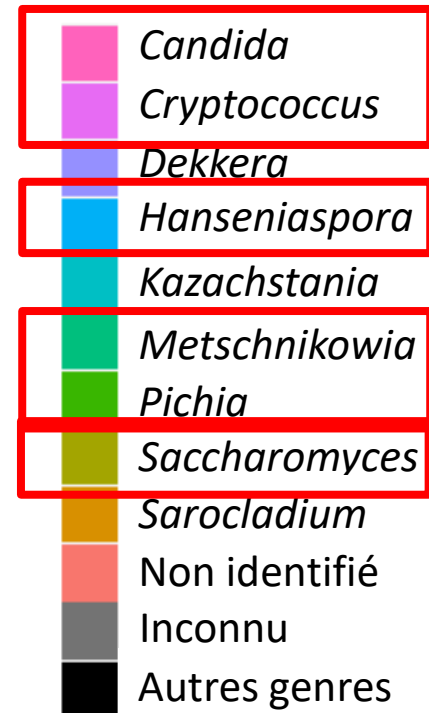 Candida
Cryptococcus
Dekkera
Hanseniaspora
Kazachstania
Metschnikowia
Pichia
Saccharomyces
Sarocladium
Non identifié
Inconnu
Autres genres